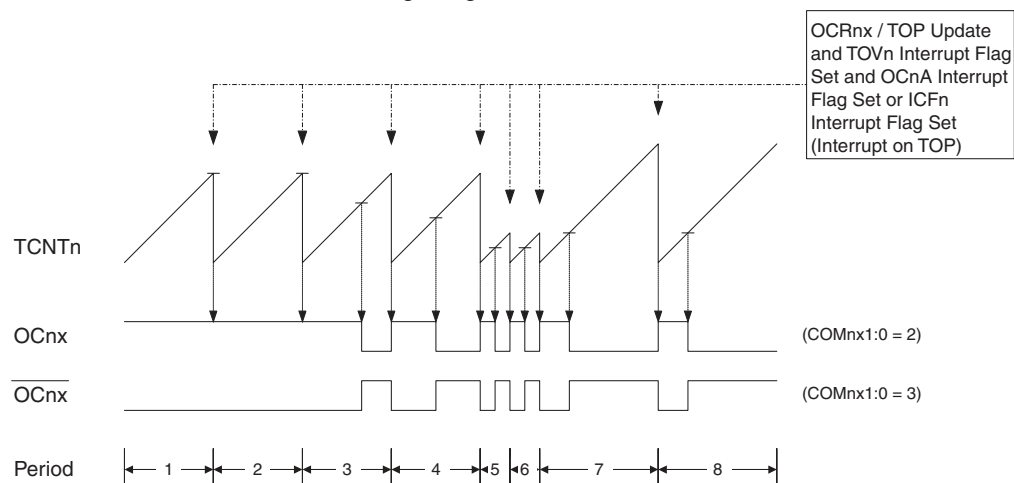 OCRnx / TOP Update
and TOVn Interrupt Flag
Set and OCnA Interrupt
Flag Set or ICFn
Interrupt Flag Set
(Interrupt on TOP)
TCNTn
OCnx
(COMnx1:0 = 2)
OCnx
(COMnx1:0 = 3)
Period 1 2 3 4 5 6 7 8